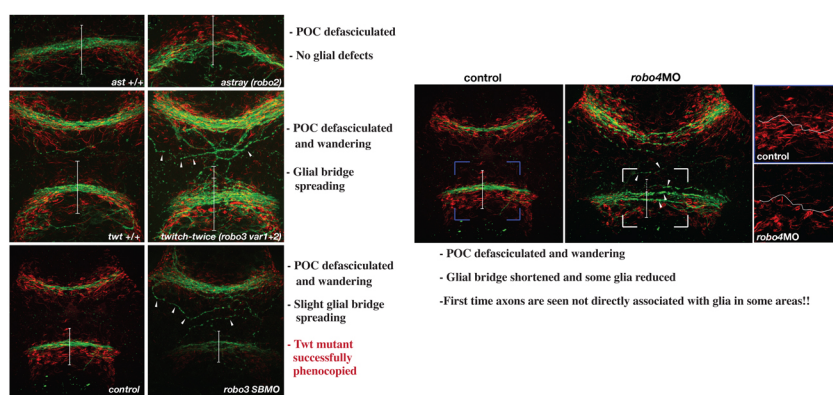 - POC defasciculated
- No glial defects
ast +/+
astray (robo2)
- POC defasciculated
and wandering
- Glial bridge
spreading
twt +/+
twitch-twice (robo3 var1+2)
- POC defasciculated
and wandering
- Slight glial bridge
spreading
- Twt mutant
successfully
phenocopied
control
robo3 SBMO
control
robo4MO
control
robo4MO
- POC defasciculated and wandering
- Glial bridge shortened and some glia reduced
-First time axons are seen not directly associated with glia in some areas!!